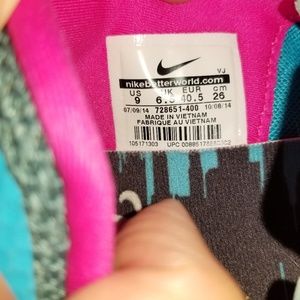 VJ
nikebetterworld.com
US UK EUR cm
9 6.5 40.5 26
07/09/14 728651-400 10/08/14
MADE IN VIETNAM
FABRIQUE AU VIETNAM
105171303 UPC